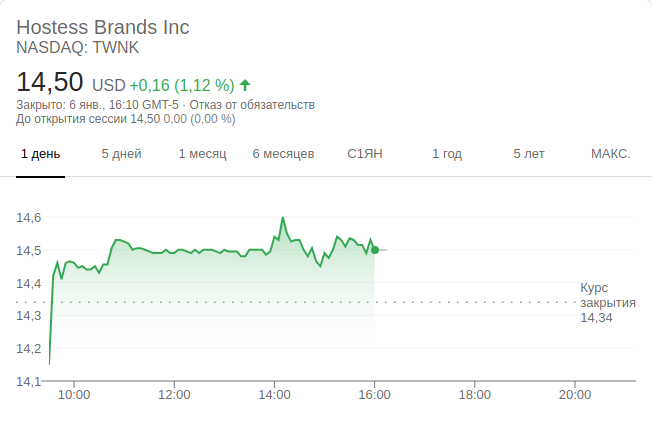 Hostess Brands Inc
NASDAQ: TWNK
14,50 USD +0,16 (1,12 %)
Закрыто: 6 янв., 16:10 GMT-5 · Отказ от обязательств
До открытия сессии 14,50 0,00 (0,00 %)
1 день 5 дней 1 месяц 6 месяцев С1ЯН 1 год 5 лет МАКС.
14,6
14,5
14,4
Курс
закрытия
14,34
14,3
14,2
14,1
10:00 12:00 14:00 16:00 18:00 20:00